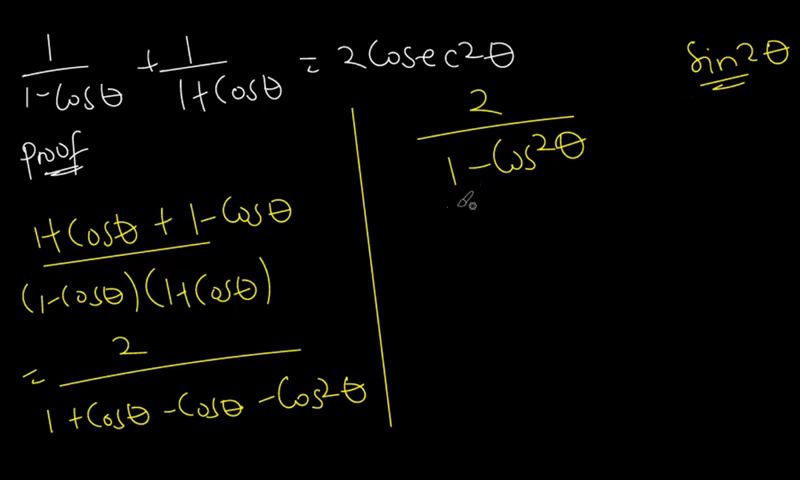 1/(1-Cosθ) + 1/(1+Cosθ) = 2Cosec2θ
proof
(1+Cosθ + 1-Cosθ)/((1-Cosθ)(1+Cosθ))
= 2/(1+Cosθ -Cosθ -Cos2θ)
2/(1-Cos2θ)
Sin2θ